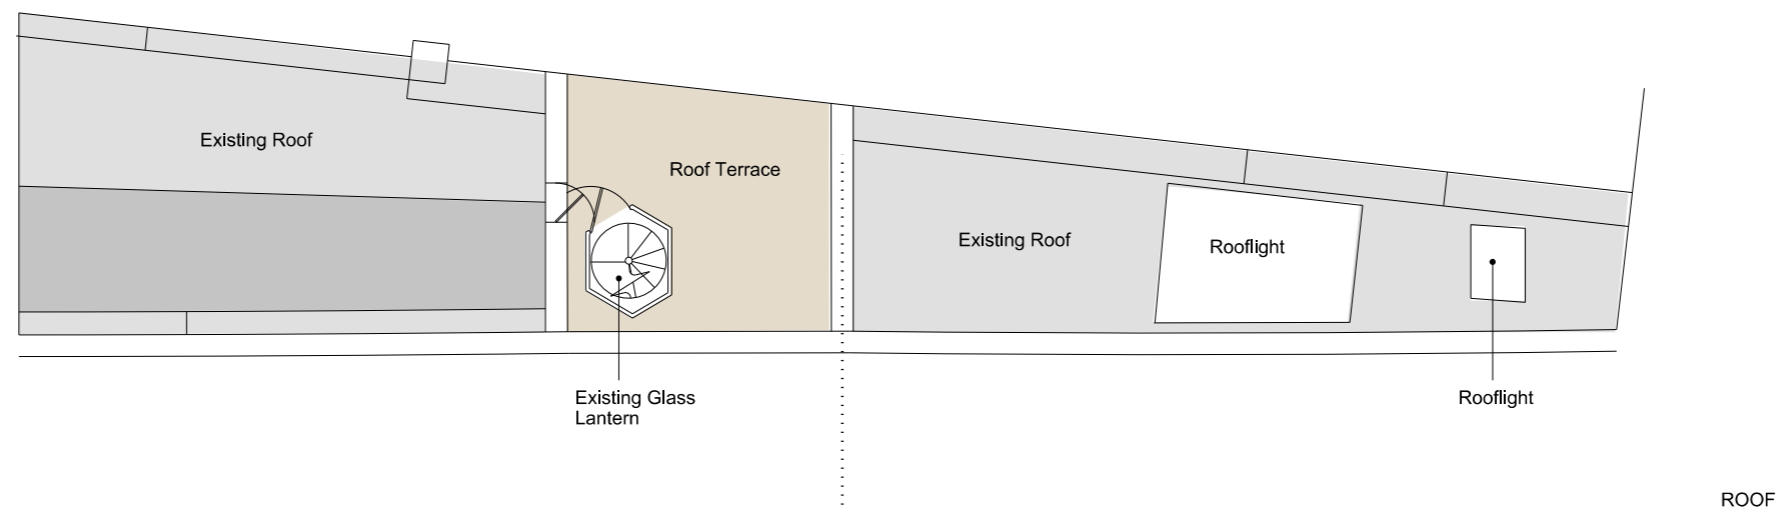 Existing Roof
Roof Terrace
Existing Roof
Rooflight
Existing Glass
Lantern
Rooflight
ROOF